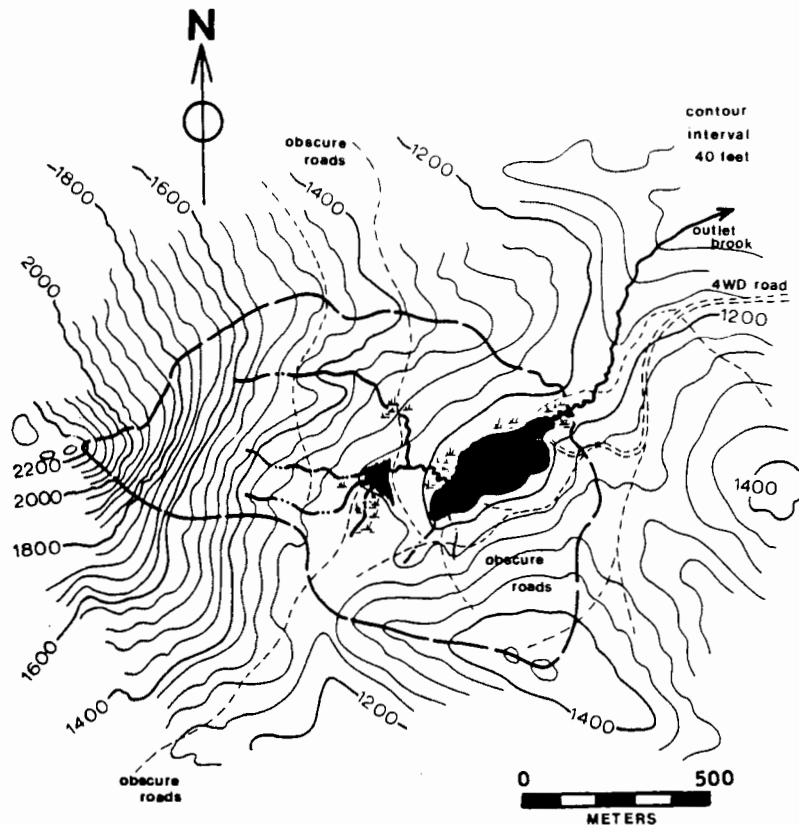 N
contour
interval
40 feet
obscure
roads
1200
1800
1600
1400
2000
outlet
brook
4WD road
1200
2200
2000
1400
1800
obscure
roads
1600
1400
1200
1400
obscure
roads
0 500
METERS